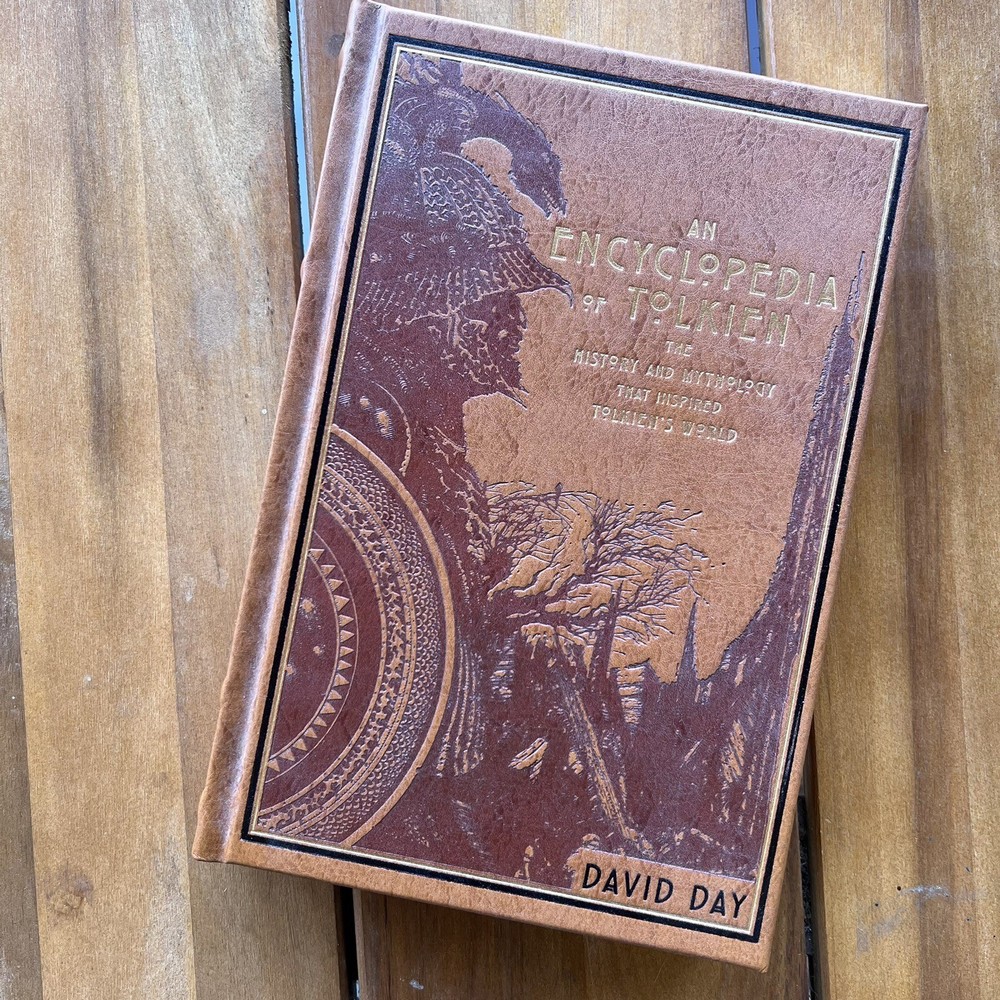 AN
ENCYCLOPEDIA
OF TOLKIEN
THE
HISTORY AND MYTHOLOGY
THAT INSPIRED
TOLKIEN'S WORLD
DAVID DAY